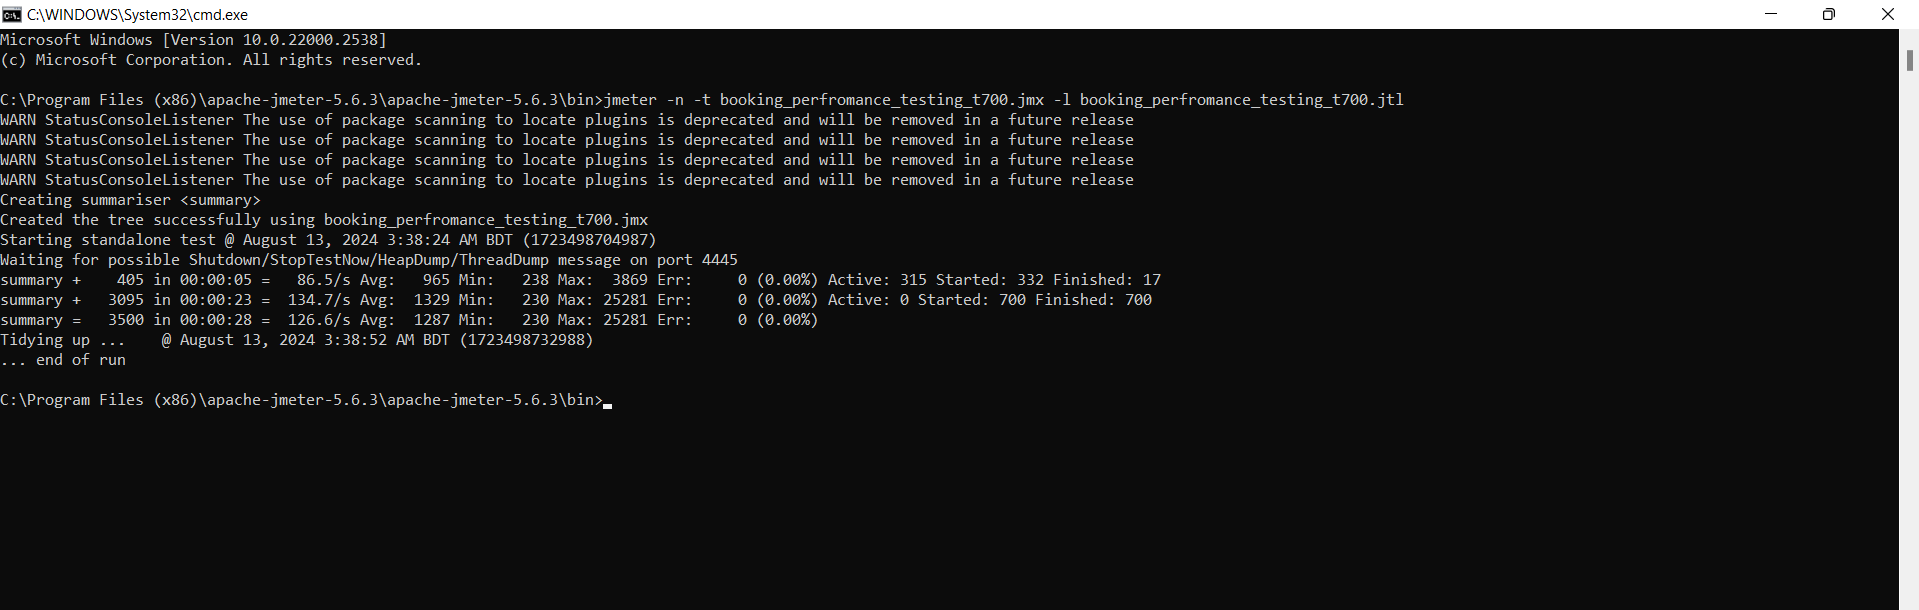 C:\WINDOWS\System32\cmd.exe
Microsoft Windows [Version 10.0.22000.2538]
(c) Microsoft Corporation. All rights reserved.
C:\Program Files (x86)\apache-jmeter-5.6.3\apache-jmeter-5.6.3\bin>jmeter -n -t booking_perfromance_testing_t700.jmx -l booking_perfromance_testing_t700.jtl
WARN StatusConsoleListener The use of package scanning to locate plugins is deprecated and will be removed in a future release
WARN StatusConsoleListener The use of package scanning to locate plugins is deprecated and will be removed in a future release
WARN StatusConsoleListener The use of package scanning to locate plugins is deprecated and will be removed in a future release
WARN StatusConsoleListener The use of package scanning to locate plugins is deprecated and will be removed in a future release
Creating summariser <summary>
Created the tree successfully using booking_perfromance_testing_t700.jmx
Starting standalone test @ August 13, 2024 3:38:24 AM BDT (1723498704987)
Waiting for possible Shutdown/StopTestNow/HeapDump/ThreadDump message on port 4445
summary +    405 in 00:00:05 =   86.5/s Avg:   965 Min:   238 Max:  3869 Err:     0 (0.00%) Active: 315 Started: 332 Finished: 17
summary +   3095 in 00:00:23 =  134.7/s Avg:  1329 Min:   230 Max: 25281 Err:     0 (0.00%) Active: 0 Started: 700 Finished: 700
summary =   3500 in 00:00:28 =  126.6/s Avg:  1287 Min:   230 Max: 25281 Err:     0 (0.00%)
Tidying up ...    @ August 13, 2024 3:38:52 AM BDT (1723498732988)
... end of run
C:\Program Files (x86)\apache-jmeter-5.6.3\apache-jmeter-5.6.3\bin>